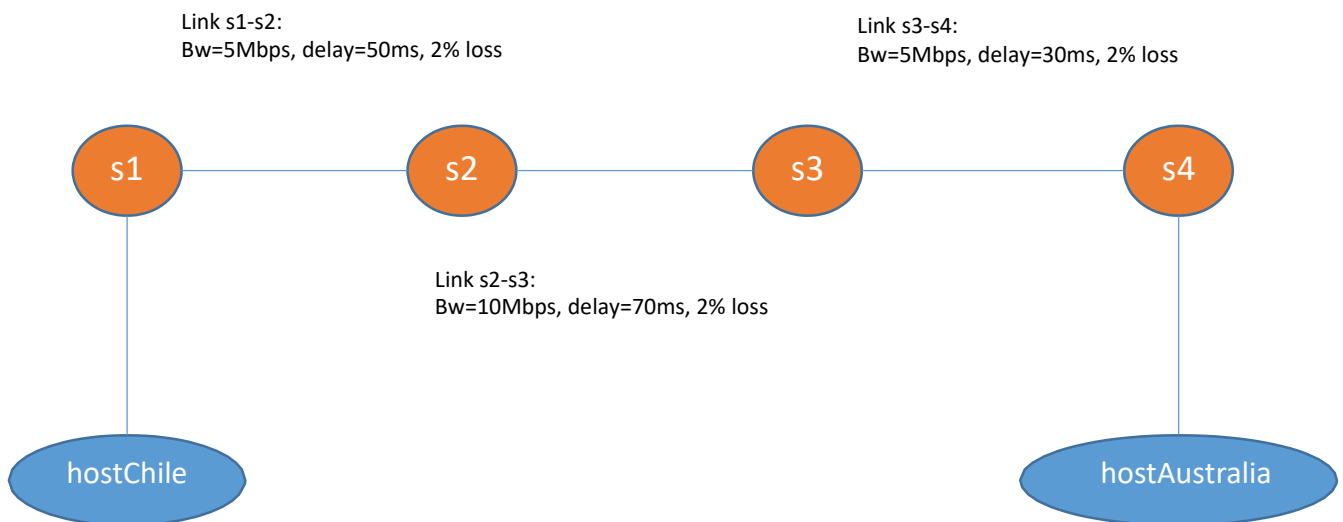 Link s1-s2:
Bw=5Mbps, delay=50ms, 2% loss
Link s3-s4:
Bw=5Mbps, delay=30ms, 2% loss
s1
s2
s3
s4
Link s2-s3:
Bw=10Mbps, delay=70ms, 2% loss
hostChile
hostAustralia